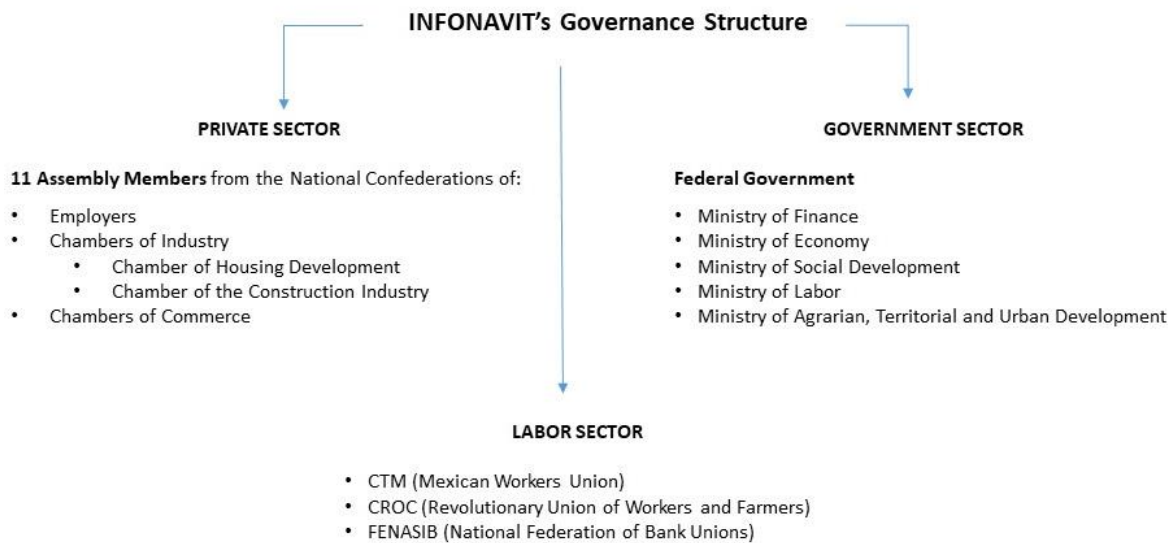 INFONAVIT's Governance Structure
PRIVATE SECTOR
11 Assembly Members from the National Confederations of:
• Employers
• Chambers of Industry
• Chamber of Housing Development
• Chamber of the Construction Industry
• Chambers of Commerce
GOVERNMENT SECTOR
Federal Government
• Ministry of Finance
• Ministry of Economy
• Ministry of Social Development
• Ministry of Labor
• Ministry of Agrarian, Territorial and Urban Development
LABOR SECTOR
• CTM (Mexican Workers Union)
• CROC (Revolutionary Union of Workers and Farmers)
• FENASIB (National Federation of Bank Unions)